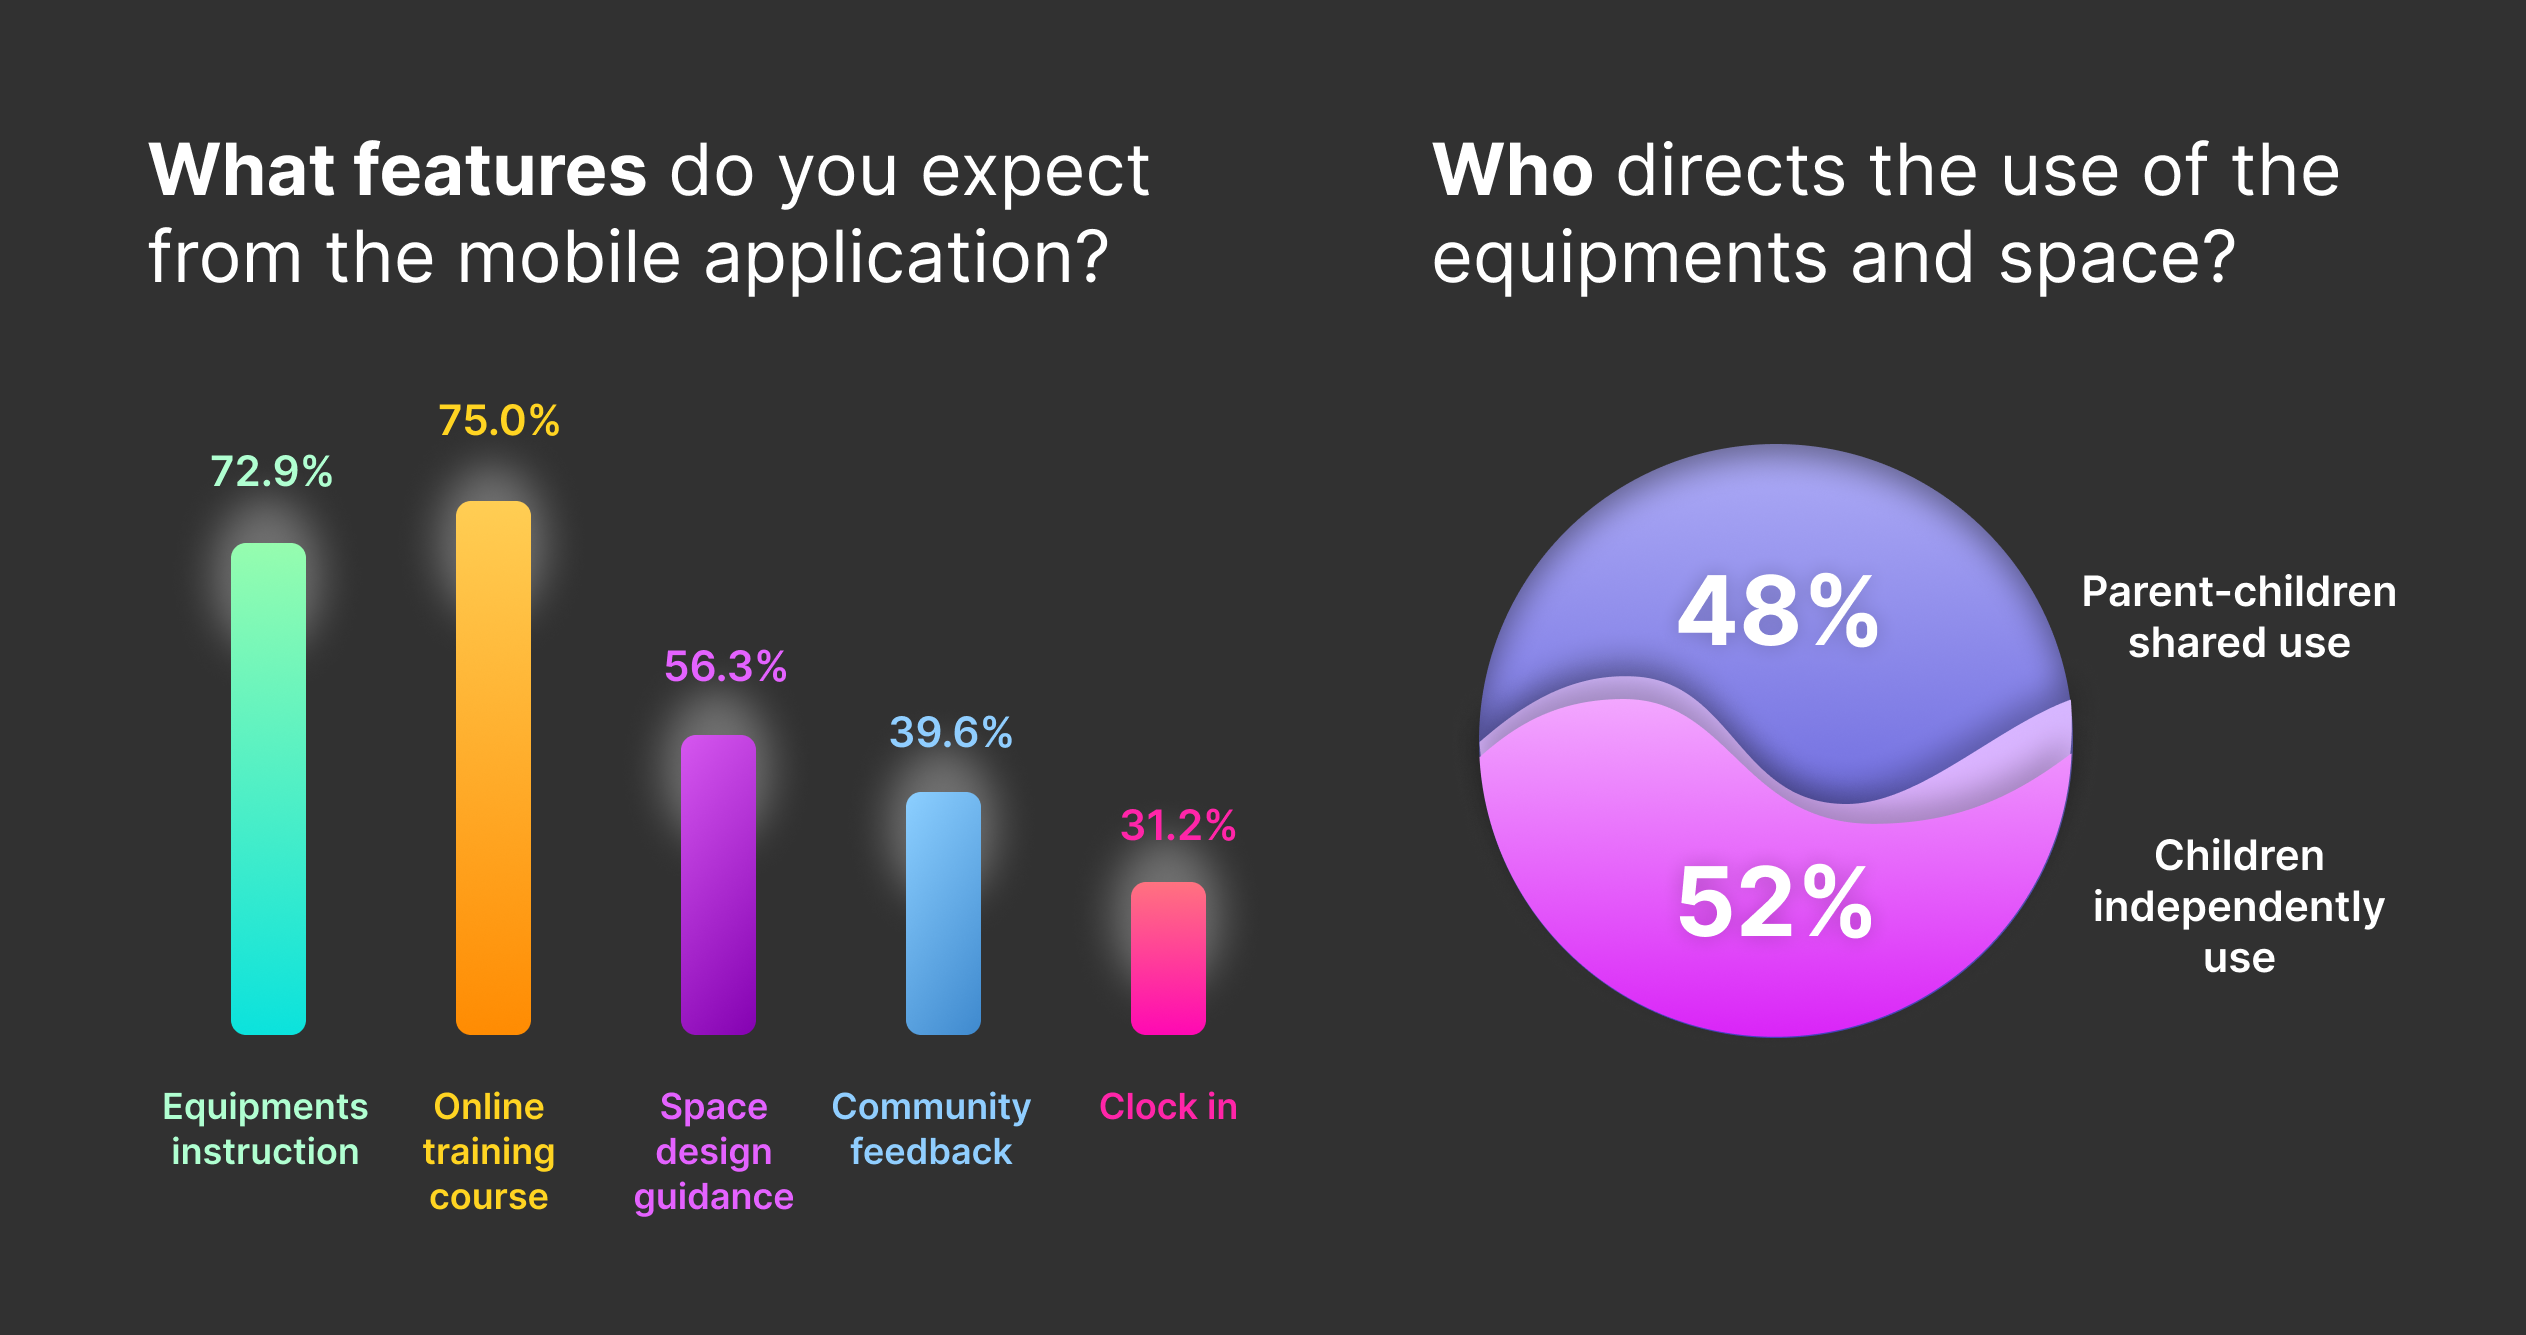 What features do you expect
from the mobile application?
72.9%
75.0%
56.3%
39.6%
31.2%
Equipments
instruction
Online
training
course
Space
design
guidance
Community
feedback
Clock in
Who directs the use of the
equipments and space?
48%
Parent-children
shared use
52%
Children
independently
use